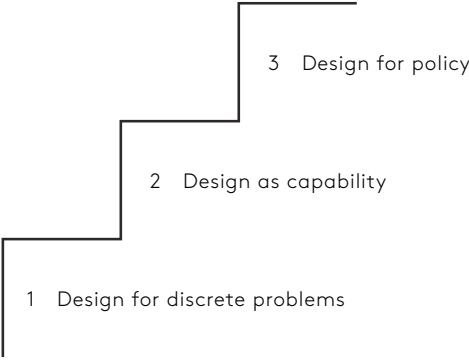 3 Design for policy
2 Design as capability
1 Design for discrete problems